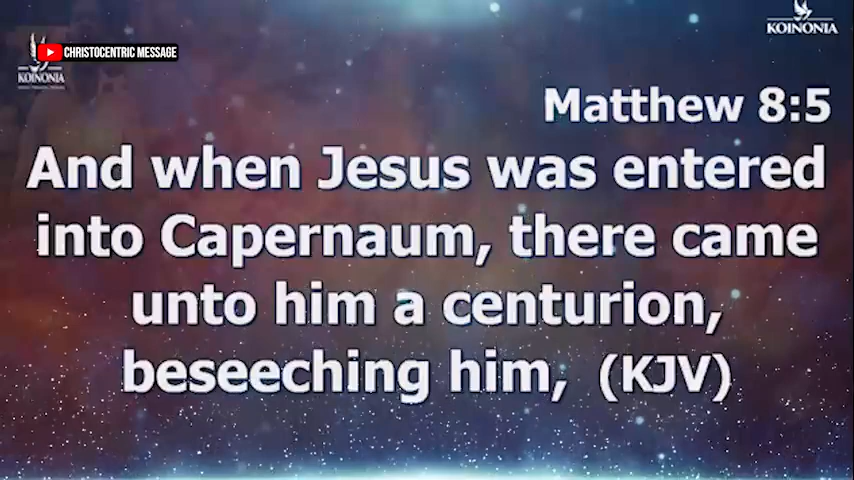 CHRISTOCENTRIC MESSAGE
KOINONIA
KOINONIA
Matthew 8:5
And when Jesus was entered
into Capernaum, there came
unto him a centurion,
beseeching him, (KJV)